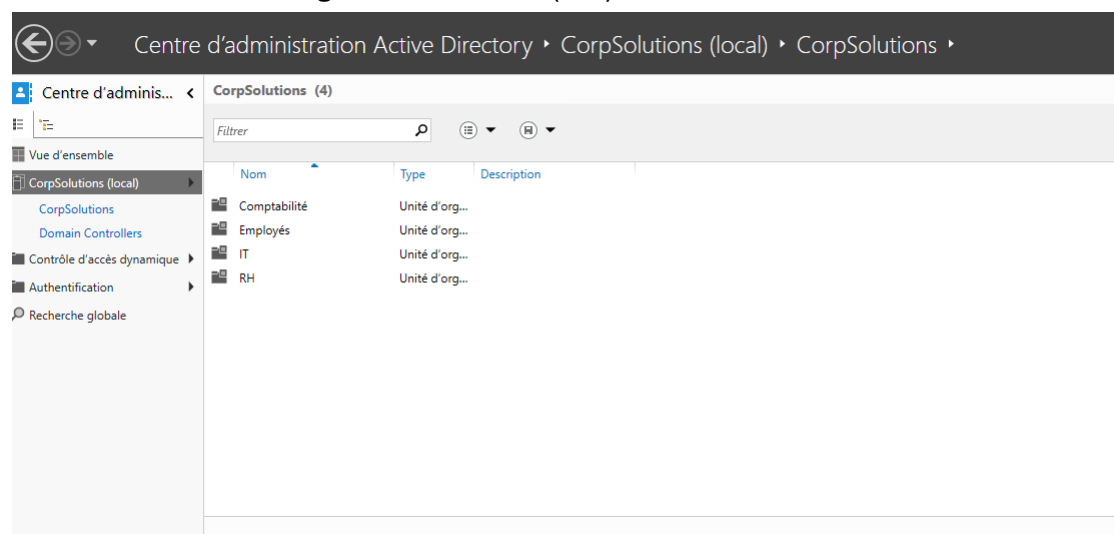 Centre d'administration Active Directory ‣ CorpSolutions (local) ‣ CorpSolutions ‣
Centre d'adminis...
CorpSolutions (4)
Filtrer
Vue d'ensemble
CorpSolutions (local)
CorpSolutions
Domain Controllers
Contrôle d'accès dynamique
Authentification
Recherche globale
Nom Type Description
Comptabilité Unité d'org...
Employés Unité d'org...
IT Unité d'org...
RH Unité d'org...